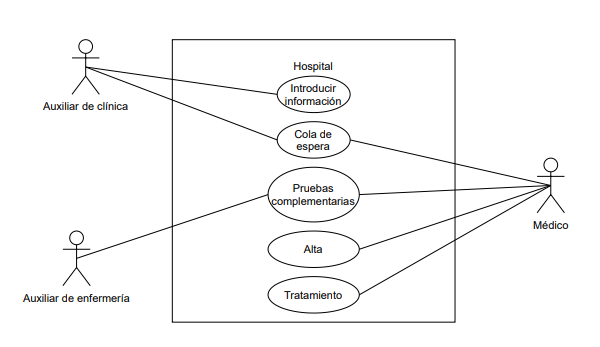 Hospital
Introducir
información
Auxiliar de clínica
Cola de
espera
Pruebas
complementarias
Médico
Alta
Auxiliar de enfermería
Tratamiento